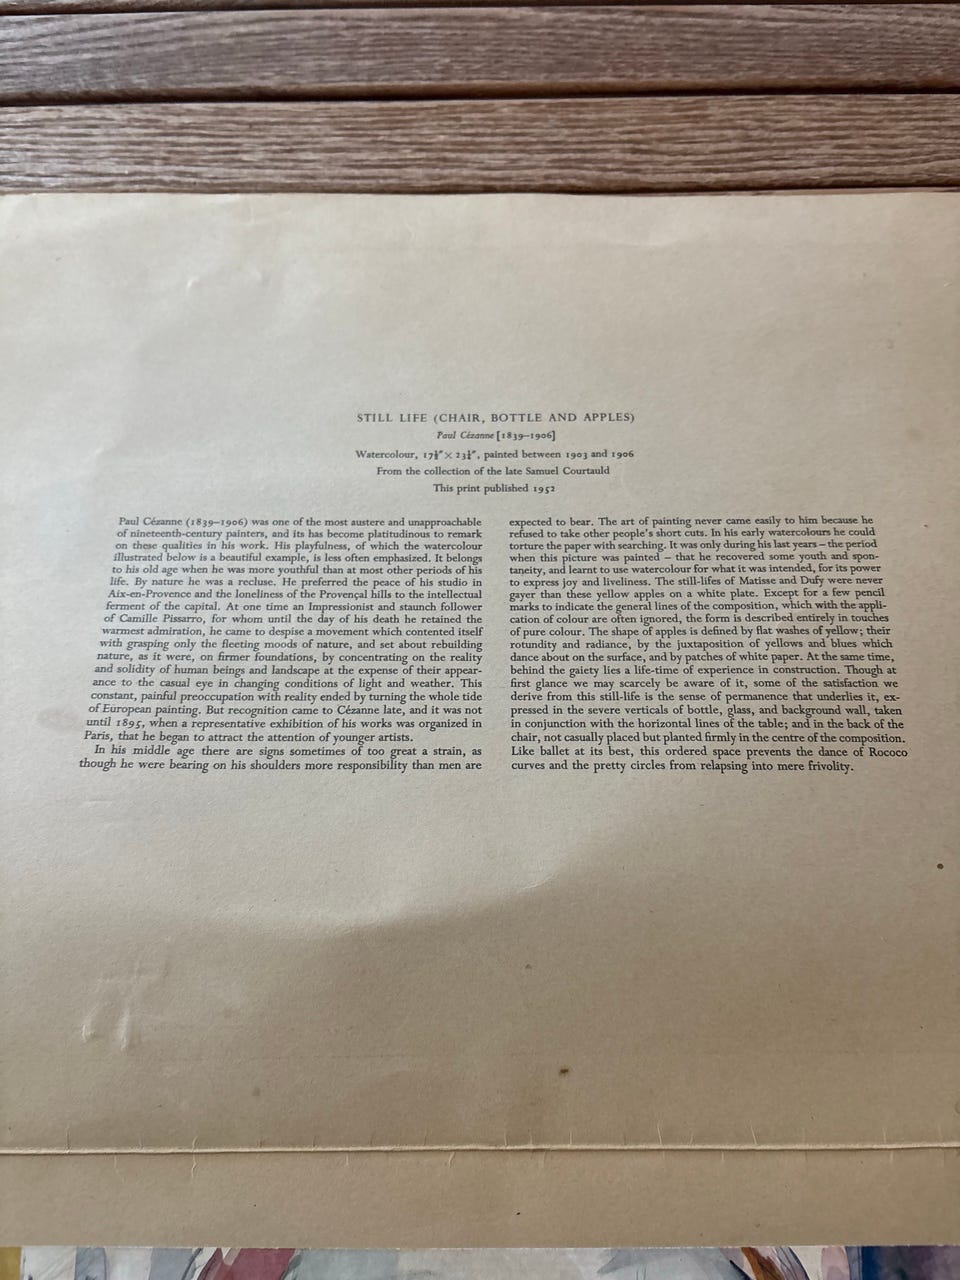 STILL LIFE (CHAIR, BOTTLE AND APPLES)
Paul Cézanne [1839–1906]
Watercolour, 17½″ × 23¼″, painted between 1903 and 1906
From the collection of the late Samuel Courtauld
This print published 1952
Paul Cézanne (1839–1906) was one of the most austere and unapproachable
of nineteenth-century painters, and its has become platitudinous to remark
on these qualities in his work. His playfulness, of which the watercolour
illustrated below is a beautiful example, is less often emphasized. It belongs
to his old age when he was more youthful than at most other periods of his
life. By nature he was a recluse. He preferred the peace of his studio in
Aix-en-Provence and the loneliness of the Provençal hills to the intellectual
ferment of the capital. At one time an Impressionist and staunch follower
of Camille Pissarro, for whom until the day of his death he retained the
warmest admiration, he came to despise a movement which contented itself
with grasping only the fleeting moods of nature, and set about rebuilding
nature, as it were, on firmer foundations, by concentrating on the reality
and solidity of human beings and landscape at the expense of their appear-
ance to the casual eye in changing conditions of light and weather. This
constant, painful preoccupation with reality ended by turning the whole tide
of European painting. But recognition came to Cézanne late, and it was not
until 1895, when a representative exhibition of his works was organized in
Paris, that he began to attract the attention of younger artists.
In his middle age there are signs sometimes of too great a strain, as
though he were bearing on his shoulders more responsibility than men are
expected to bear. The art of painting never came easily to him because he
refused to take other people's short cuts. In his early watercolours he could
torture the paper with searching. It was only during his last years – the period
when this picture was painted – that he recovered some youth and spon-
taneity, and learnt to use watercolour for what it was intended, for its power
to express joy and liveliness. The still-lifes of Matisse and Dufy were never
gayer than these yellow apples on a white plate. Except for a few pencil
marks to indicate the general lines of the composition, which with the appli-
cation of colour are often ignored, the form is described entirely in touches
of pure colour. The shape of apples is defined by flat washes of yellow; their
rotundity and radiance, by the juxtaposition of yellows and blues which
dance about on the surface, and by patches of white paper. At the same time,
behind the gaiety lies a life-time of experience in construction. Though at
first glance we may scarcely be aware of it, some of the satisfaction we
derive from this still-life is the sense of permanence that underlies it, ex-
pressed in the severe verticals of bottle, glass, and background wall, taken
in conjunction with the horizontal lines of the table; and in the back of the
chair, not casually placed but planted firmly in the centre of the composition.
Like ballet at its best, this ordered space prevents the dance of Rococo
curves and the pretty circles from relapsing into mere frivolity.